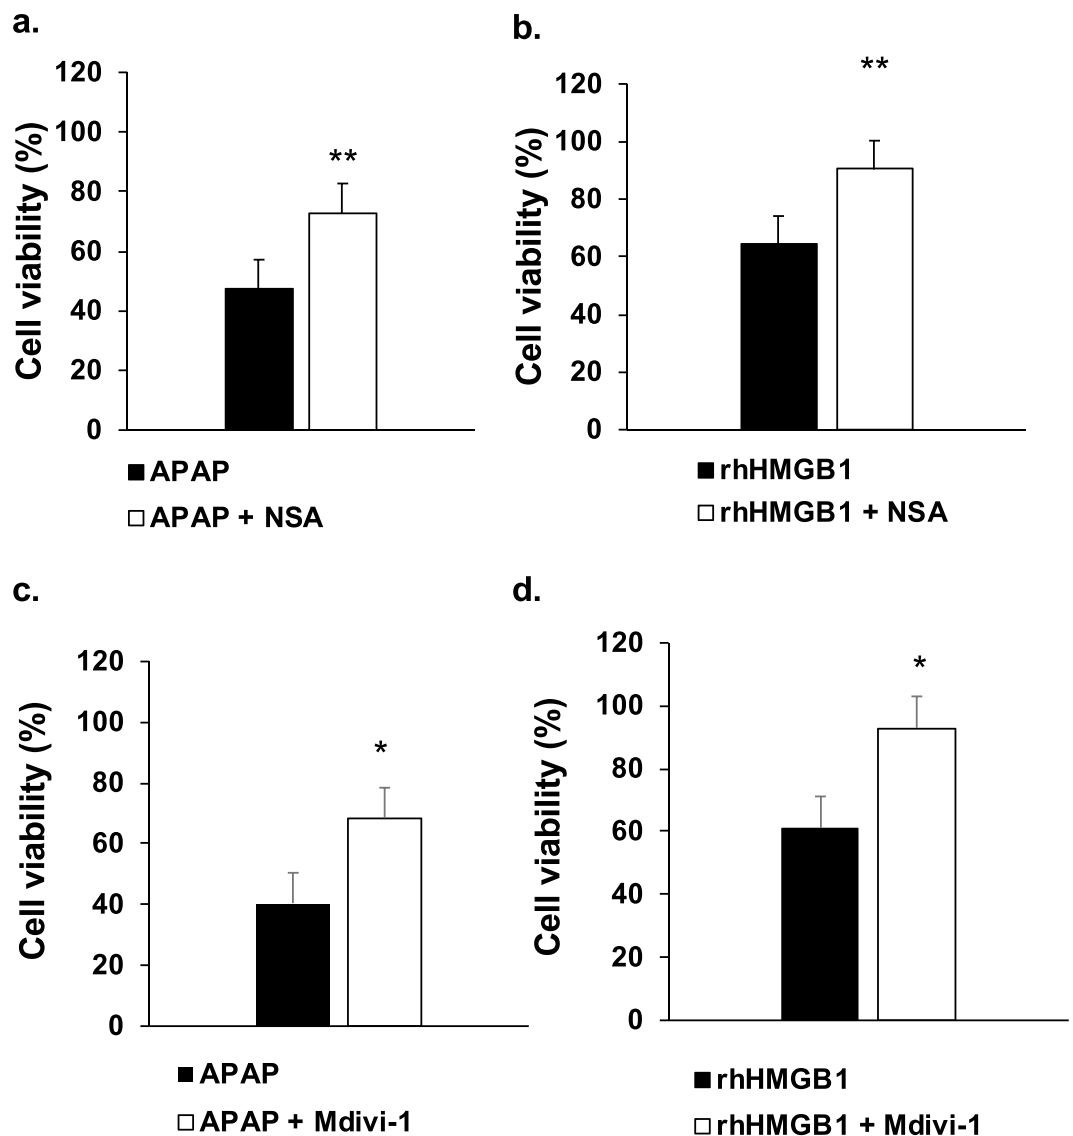 a.
Cell viability (%)
120
100
80
60
40
20
0
**
■ APAP
□ APAP + NSA
b.
Cell viability (%)
120
100
80
60
40
20
0
**
■ rhHMGB1
□ rhHMGB1 + NSA
c.
Cell viability (%)
120
100
80
60
40
20
0
*
■ APAP
□ APAP + Mdivi-1
d.
Cell viability (%)
120
100
80
60
40
20
0
*
■ rhHMGB1
□ rhHMGB1 + Mdivi-1